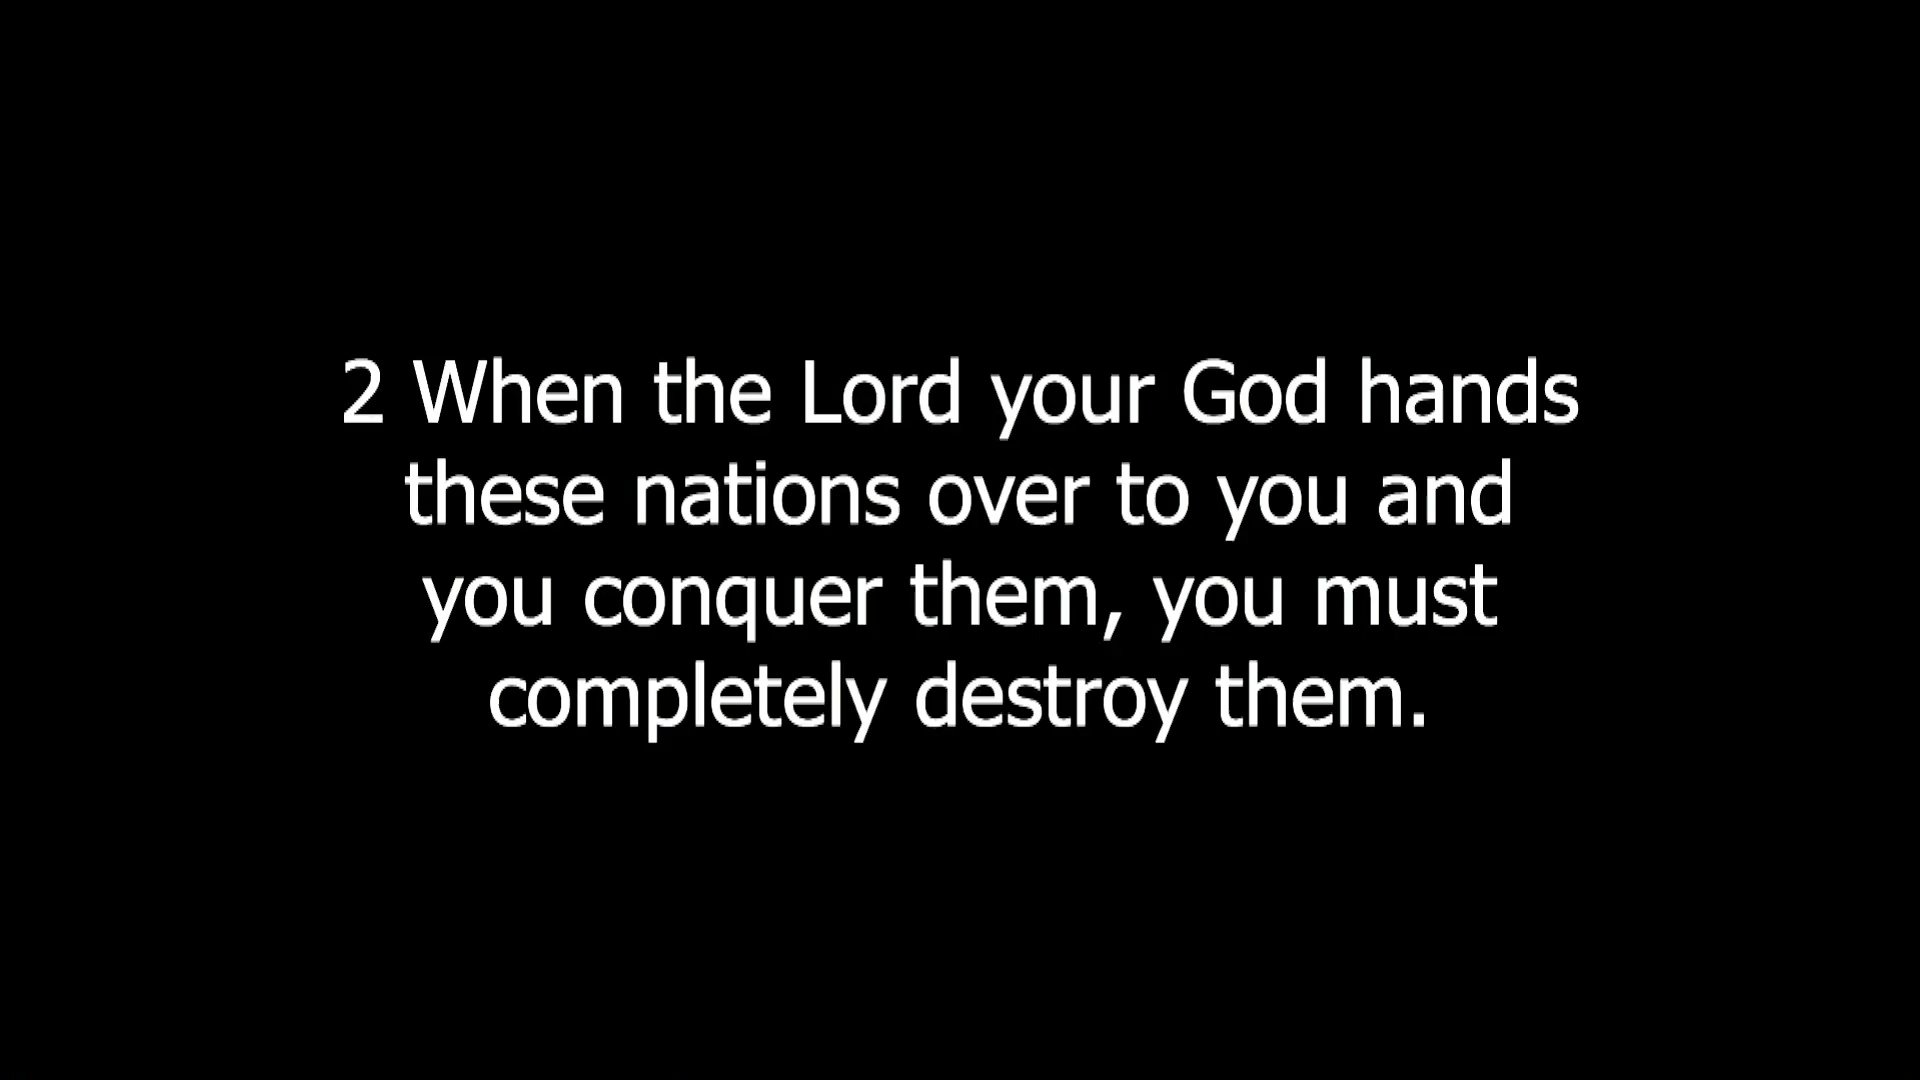 2 When the Lord your God hands
these nations over to you and
you conquer them, you must
completely destroy them.